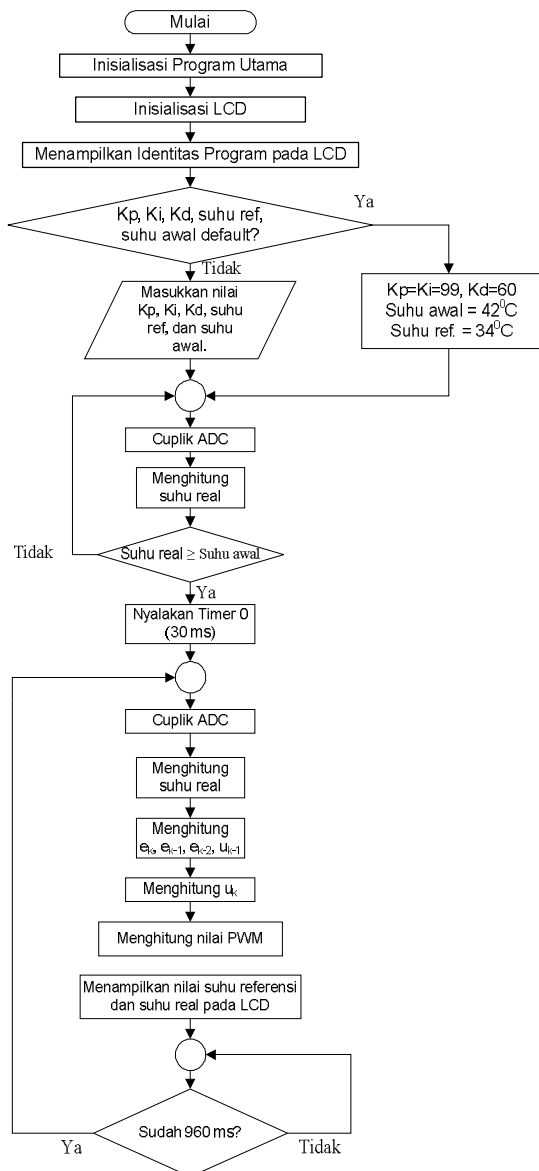 Mulai
Inisialisasi Program Utama
Inisialisasi LCD
Menampilkan Identitas Program pada LCD
Kp, Ki, Kd, suhu ref,
suhu awal default?
Ya
Tidak
Masukkan nilai
Kp, Ki, Kd, suhu
ref, dan suhu
awal.
Kp=Ki=99, Kd=60
Suhu awal = 42⁰C
Suhu ref. = 34⁰C
Cuplik ADC
Menghitung
suhu real
Tidak
Suhu real ≥ Suhu awal
Ya
Nyalakan Timer 0
(30 ms)
Cuplik ADC
Menghitung
suhu real
Menghitung
eₖ, eₖ₋₁, eₖ₋₂, uₖ₋₁
Menghitung uₖ
Menghitung nilai PWM
Menampilkan nilai suhu referensi
dan suhu real pada LCD
Sudah 960 ms?
Ya
Tidak